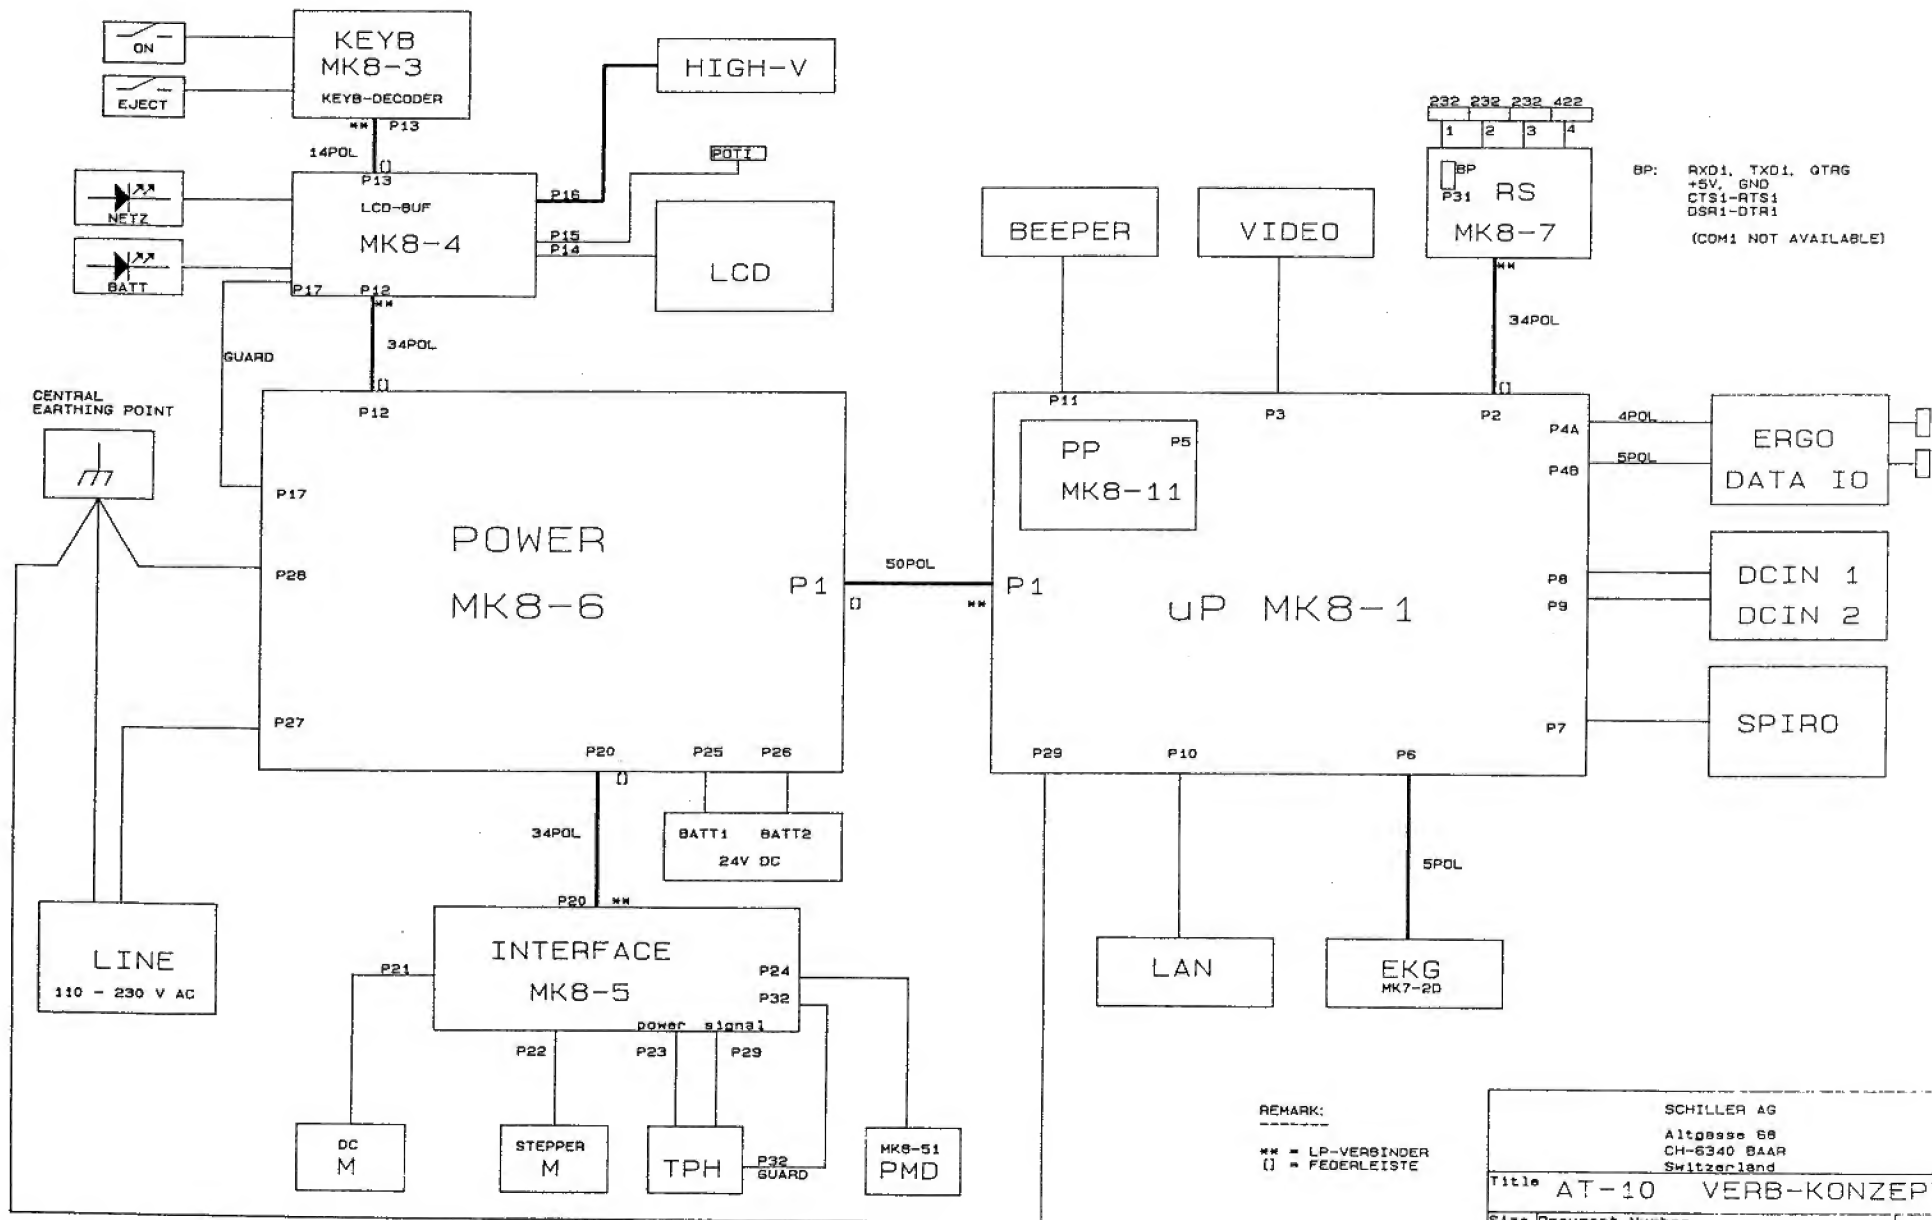 ON
EJECT
KEYB
MK8-3
KEYB-DECODER
** P13
14POL
[]
P13
LCD-BUF
MK8-4
NETZ
BATT
P17 P12
**
P16
P15
P14
HIGH-V
POTI
LCD
GUARD
34POL
[]
CENTRAL
EARTHING POINT
P12
P17
P28
P27
POWER
MK8-6
P1
P20 P25 P26
[]
50POL
[] **
BATT1 BATT2
24V DC
34POL
LINE
110 - 230 V AC
P20 **
INTERFACE
MK8-5
P21
P24
P32
power signal
P22 P23 P29
DC
M
STEPPER
M
TPH
P32
GUARD
MK8-51
PMD
BEEPER
VIDEO
232 232 232 422
1 2 3 4
BP
P31
RS
MK8-7
**
34POL
[]
BP: RXD1, TXD1, QTRG
+5V, GND
CTS1-RTS1
DSR1-DTR1
(COM1 NOT AVAILABLE)
P11 P3 P2
PP P5
MK8-11
P1
uP MK8-1
P4A
P4B
4POL
5POL
ERGO
DATA IO
P8
P9
DCIN 1
DCIN 2
P7
SPIRO
P29 P10 P6
5POL
LAN
EKG
MK7-2D
REMARK:
-------
** = LP-VERBINDER
[] = FEDERLEISTE
SCHILLER AG
Altgasse 68
CH-6340 BAAR
Switzerland
Title
AT-10 VERB-KONZEP
Size Document Number